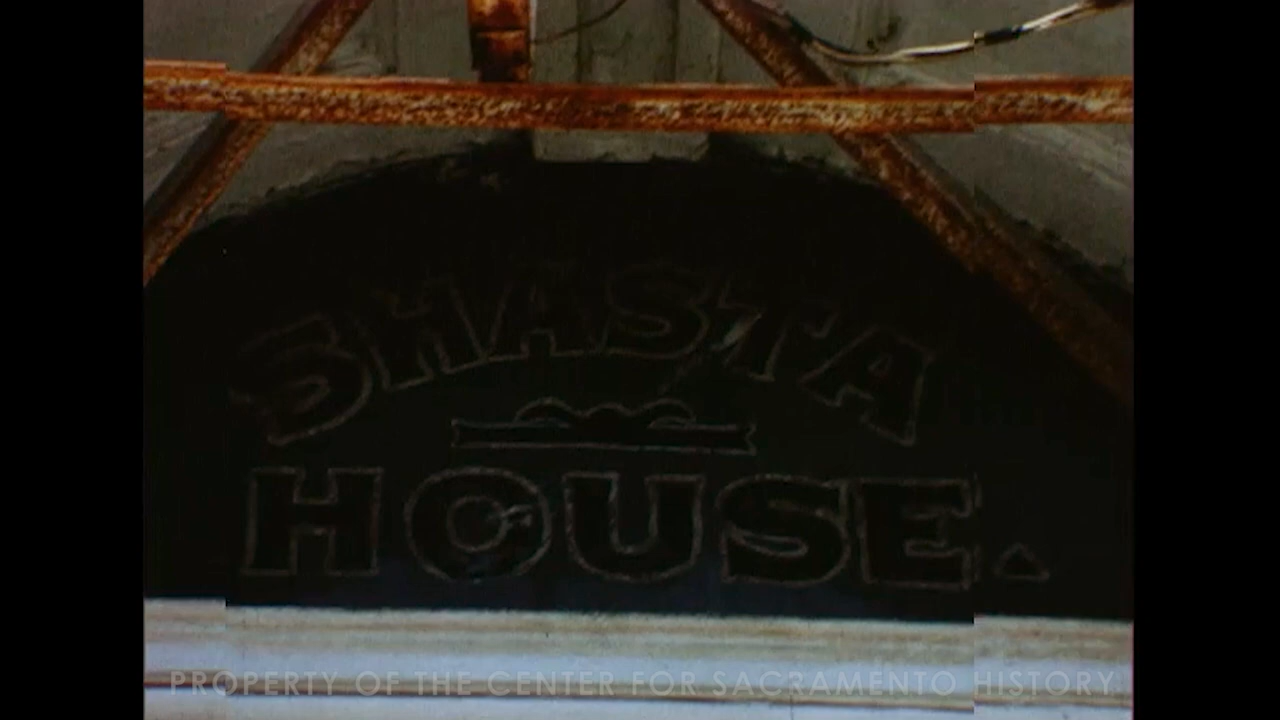 SHASTA
HOUSE.
PROPERTY OF THE CENTER FOR SACRAMENTO HISTORY